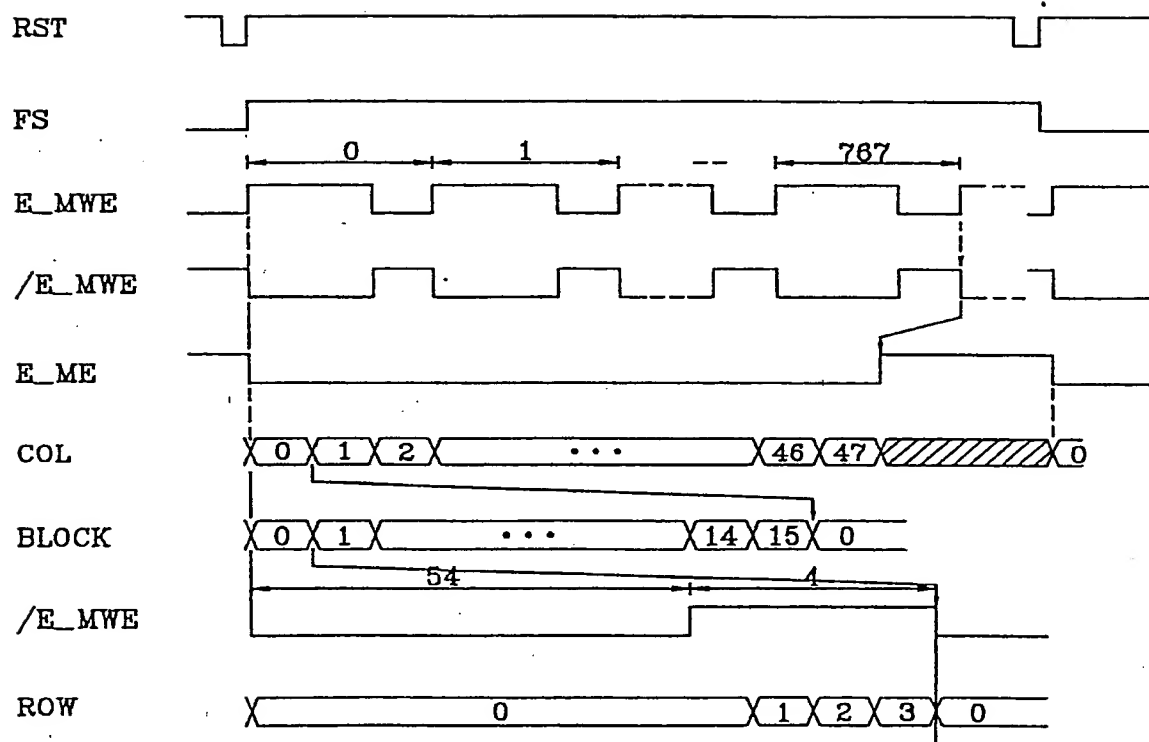 RST
FS
0 1 -- 767
E_MWE
/E_MWE
E_ME
COL 0 1 2 ··· 46 47 0
BLOCK 0 1 ··· 14 15 0
54 4
/E_MWE
ROW 0 1 2 3 0